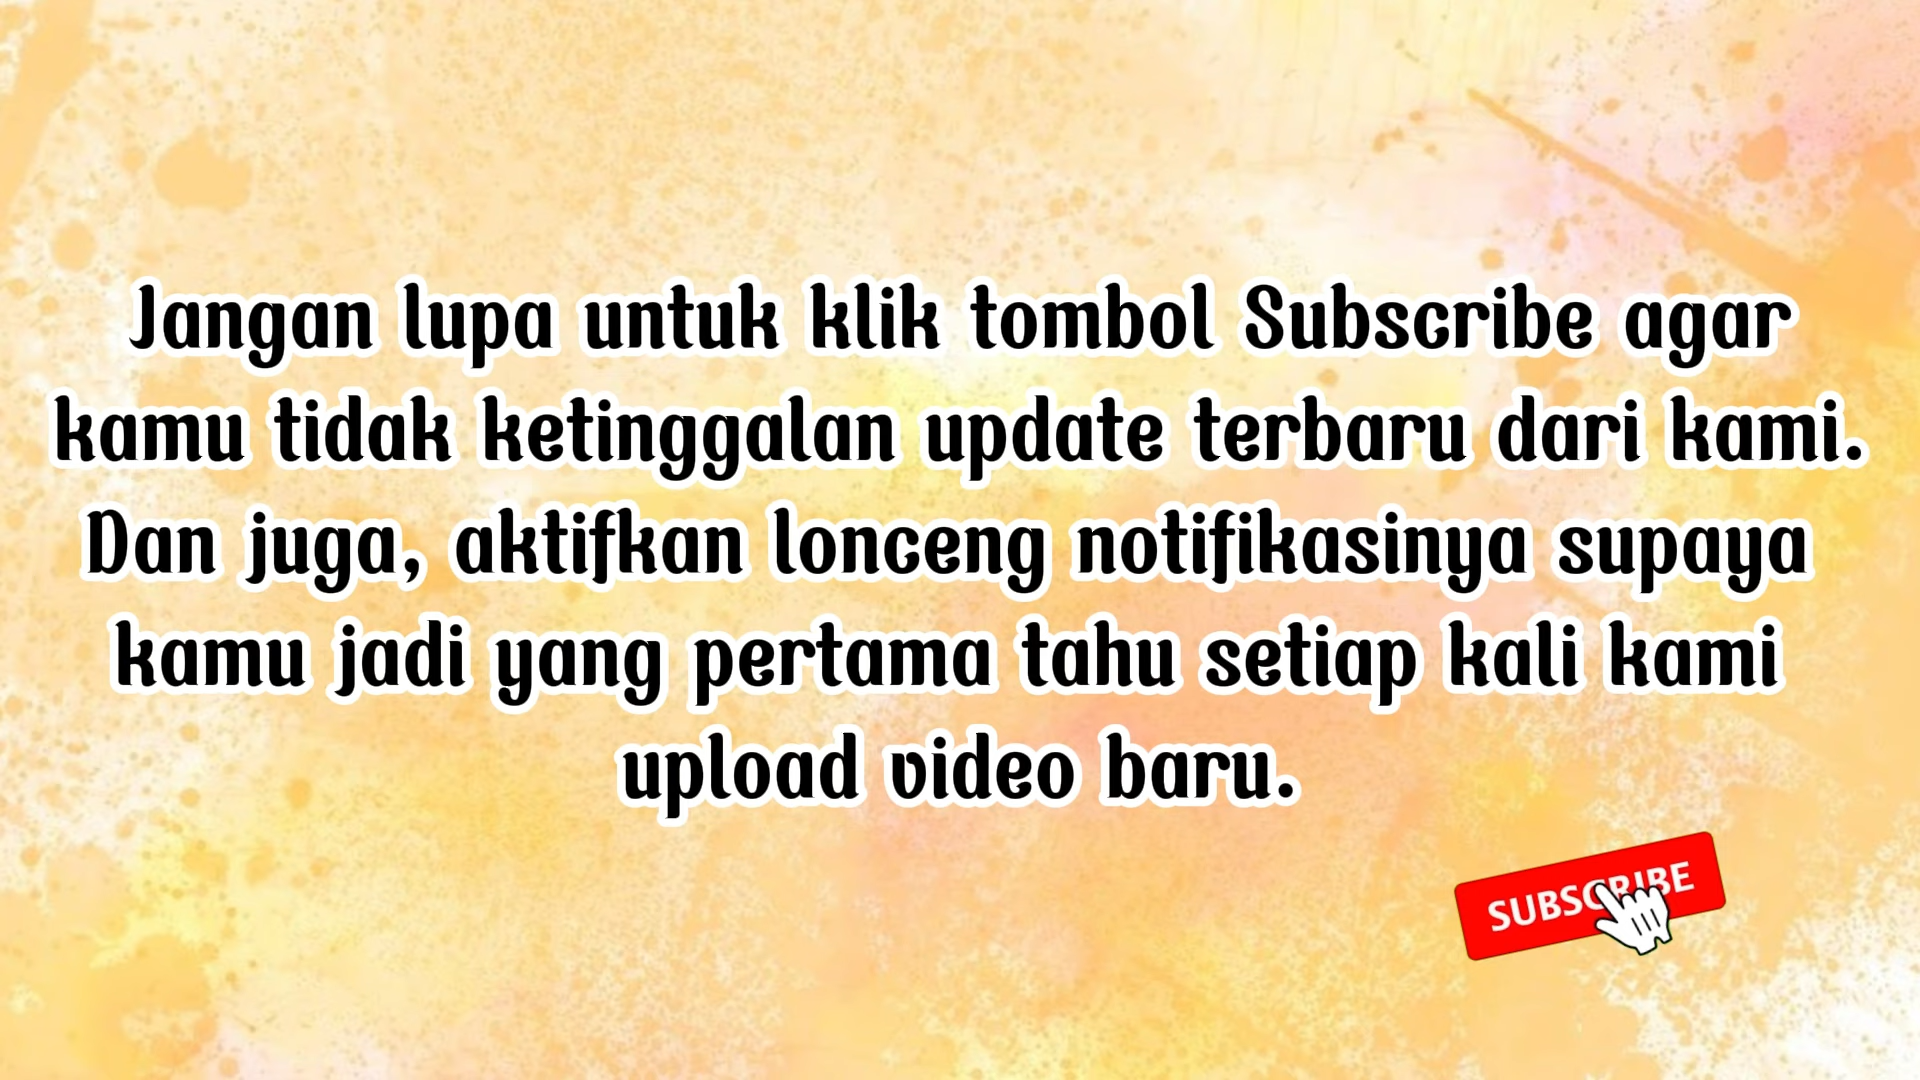 Jangan lupa untuk klik tombol Subscribe agar
kamu tidak ketinggalan update terbaru dari kami.
Dan juga, aktifkan lonceng notifikasinya supaya
kamu jadi yang pertama tahu setiap kali kami
upload video baru.
SUBSCRIBE